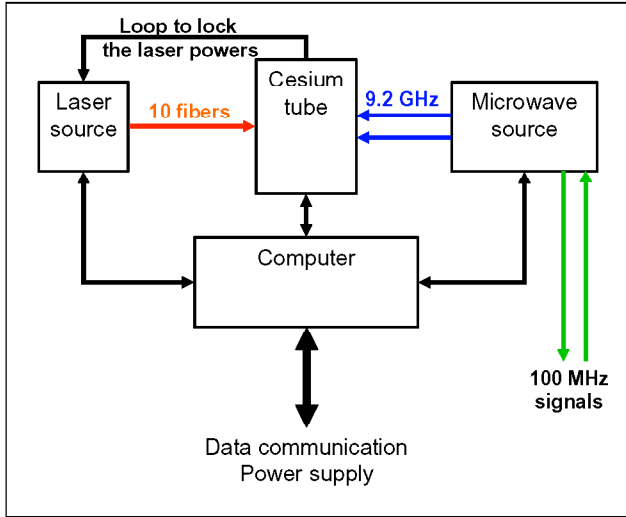 Loop to lock
the laser powers
Laser
source
10 fibers
Cesium
tube
9.2 GHz
Microwave
source
Computer
100 MHz
signals
Data communication
Power supply